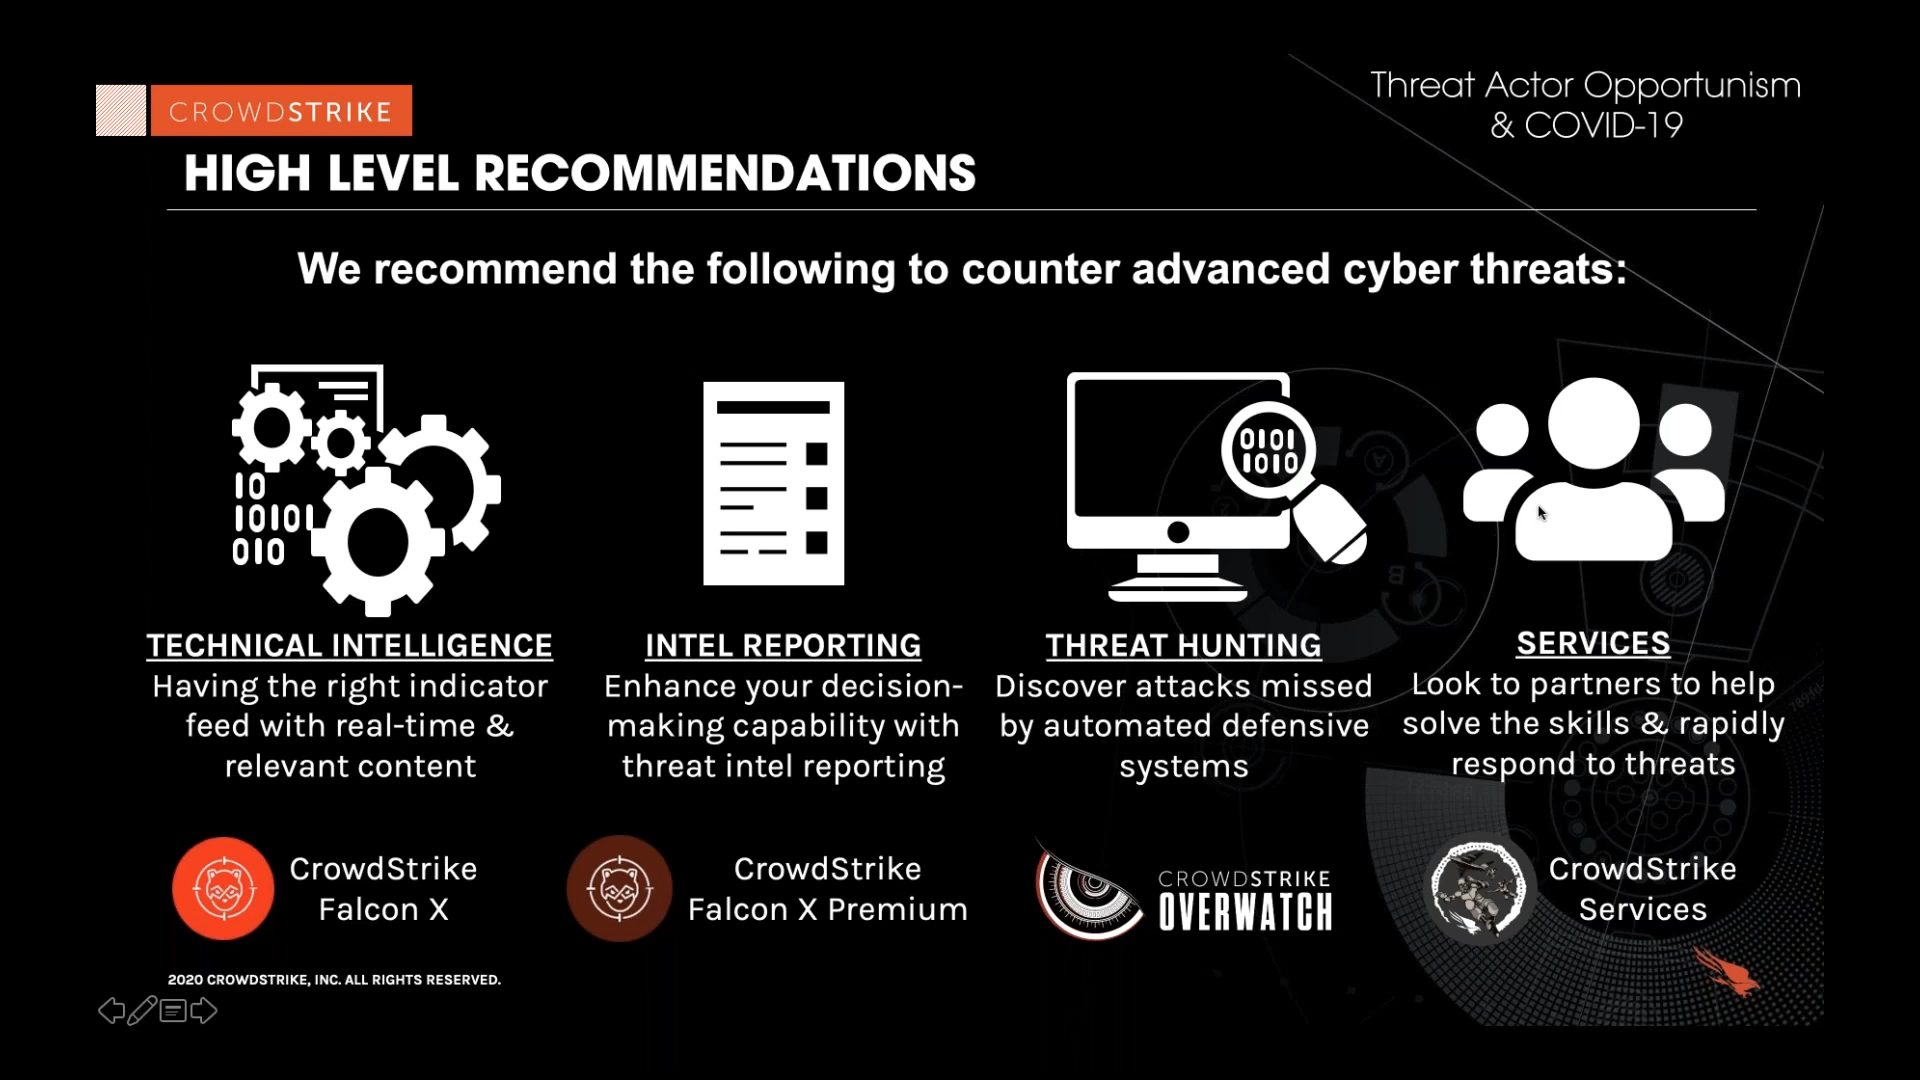 Threat Actor Opportunism
& COVID-19
CROWDSTRIKE
HIGH LEVEL RECOMMENDATIONS
We recommend the following to counter advanced cyber threats:
10
10101
010
0101
1010
TECHNICAL INTELLIGENCE
Having the right indicator
feed with real-time &
relevant content
INTEL REPORTING
Enhance your decision-
making capability with
threat intel reporting
THREAT HUNTING
Discover attacks missed
by automated defensive
systems
SERVICES
Look to partners to help
solve the skills & rapidly
respond to threats
CrowdStrike
Falcon X
CrowdStrike
Falcon X Premium
CROWDSTRIKE
OVERWATCH
CrowdStrike
Services
2020 CROWDSTRIKE, INC. ALL RIGHTS RESERVED.